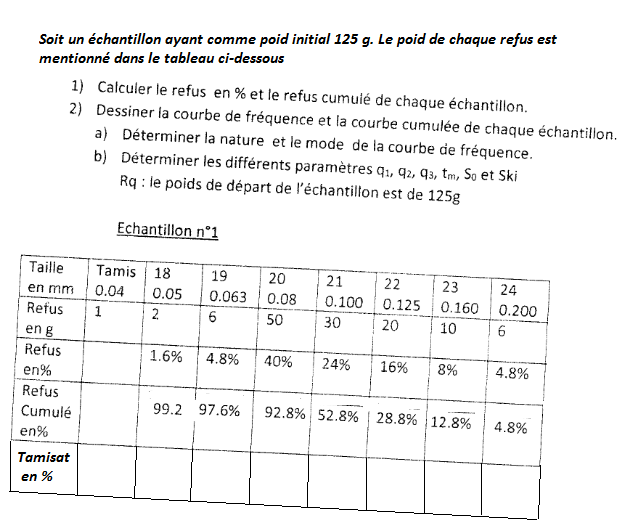 Soit un échantillon ayant comme poid initial 125 g. Le poid de chaque refus est
mentionné dans le tableau ci-dessous
1) Calculer le refus en % et le refus cumulé de chaque échantillon.
2) Dessiner la courbe de fréquence et la courbe cumulée de chaque échantillon.
a) Déterminer la nature et le mode de la courbe de fréquence.
b) Déterminer les différents paramètres q₁, q₂, q₃, tₘ, S₀ et Ski
Rq : le poids de départ de l'échantillon est de 125g
Echantillon n°1
Taille Tamis 18 19 20 21 22 23 24
en mm 0.04 0.05 0.063 0.08 0.100 0.125 0.160 0.200
Refus 1 2 6 50 30 20 10 6
en g
Refus 1.6% 4.8% 40% 24% 16% 8% 4.8%
en%
Refus
Cumulé 99.2 97.6% 92.8% 52.8% 28.8% 12.8% 4.8%
en%
Tamisat
en %